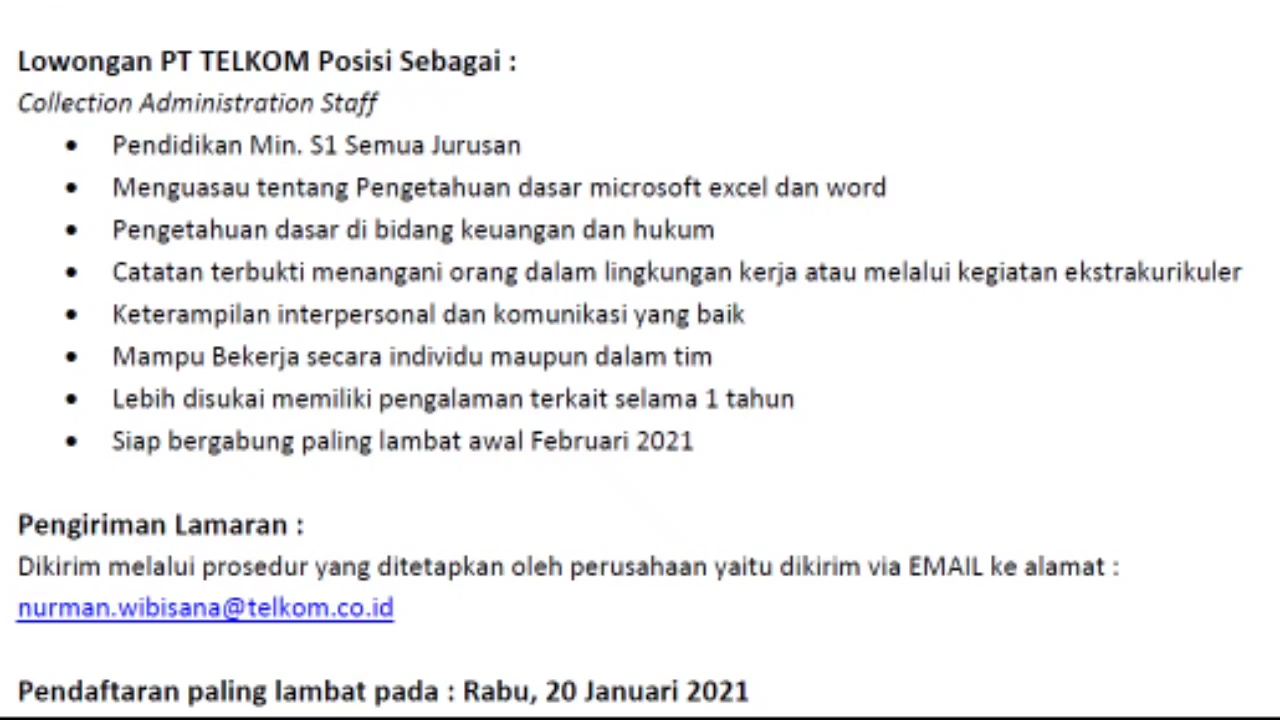 Lowongan PT TELKOM Posisi Sebagai :
Collection Administration Staff
• Pendidikan Min. S1 Semua Jurusan
• Menguasau tentang Pengetahuan dasar microsoft excel dan word
• Pengetahuan dasar di bidang keuangan dan hukum
• Catatan terbukti menangani orang dalam lingkungan kerja atau melalui kegiatan ekstrakurikuler
• Keterampilan interpersonal dan komunikasi yang baik
• Mampu Bekerja secara individu maupun dalam tim
• Lebih disukai memiliki pengalaman terkait selama 1 tahun
• Siap bergabung paling lambat awal Februari 2021
Pengiriman Lamaran :
Dikirim melalui prosedur yang ditetapkan oleh perusahaan yaitu dikirim via EMAIL ke alamat :
nurman.wibisana@telkom.co.id
Pendaftaran paling lambat pada : Rabu, 20 Januari 2021